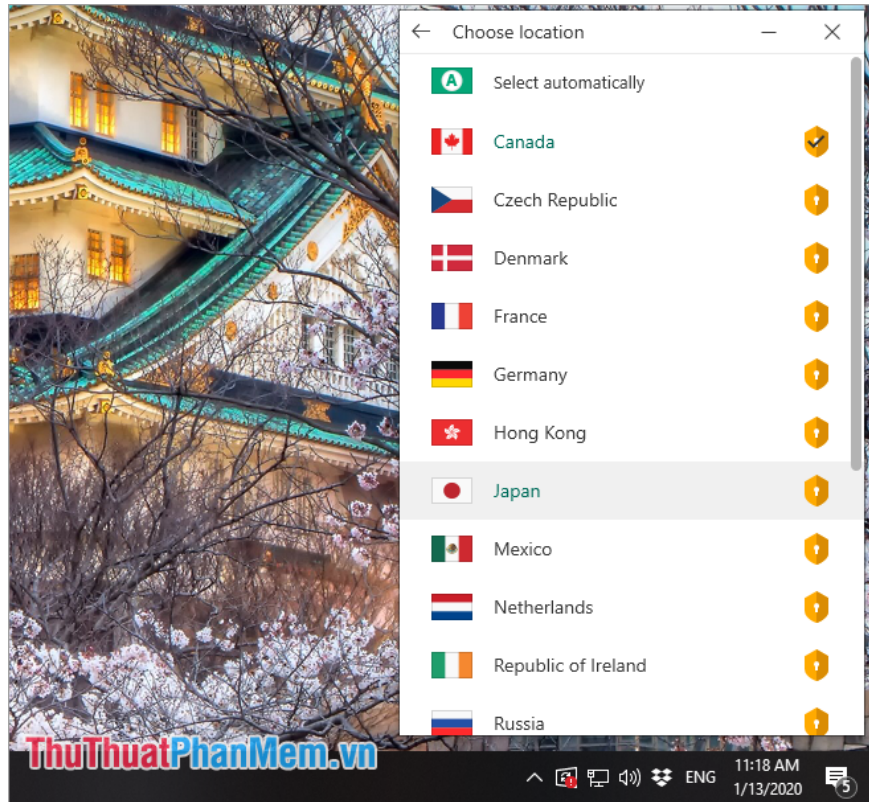 Choose location
A
Select automatically
Canada
Czech Republic
Denmark
France
Germany
Hong Kong
Japan
Mexico
Netherlands
Republic of Ireland
Russia
ThuThuatPhanMem.vn
ENG
11:18 AM
1/13/2020
5